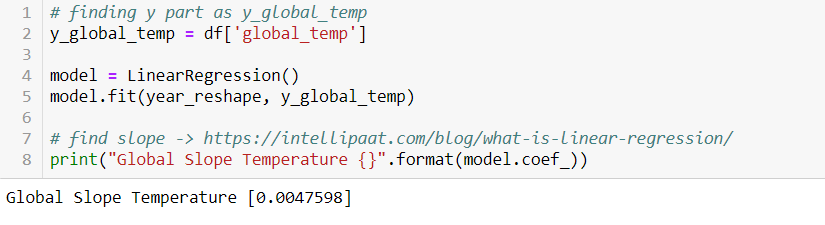 1 # finding y part as y_global_temp
2 y_global_temp = df['global_temp']
3
4 model = LinearRegression()
5 model.fit(year_reshape, y_global_temp)
6
7 # find slope -> https://intellipaat.com/blog/what-is-linear-regression/
8 print("Global Slope Temperature {}".format(model.coef_))
Global Slope Temperature [0.0047598]